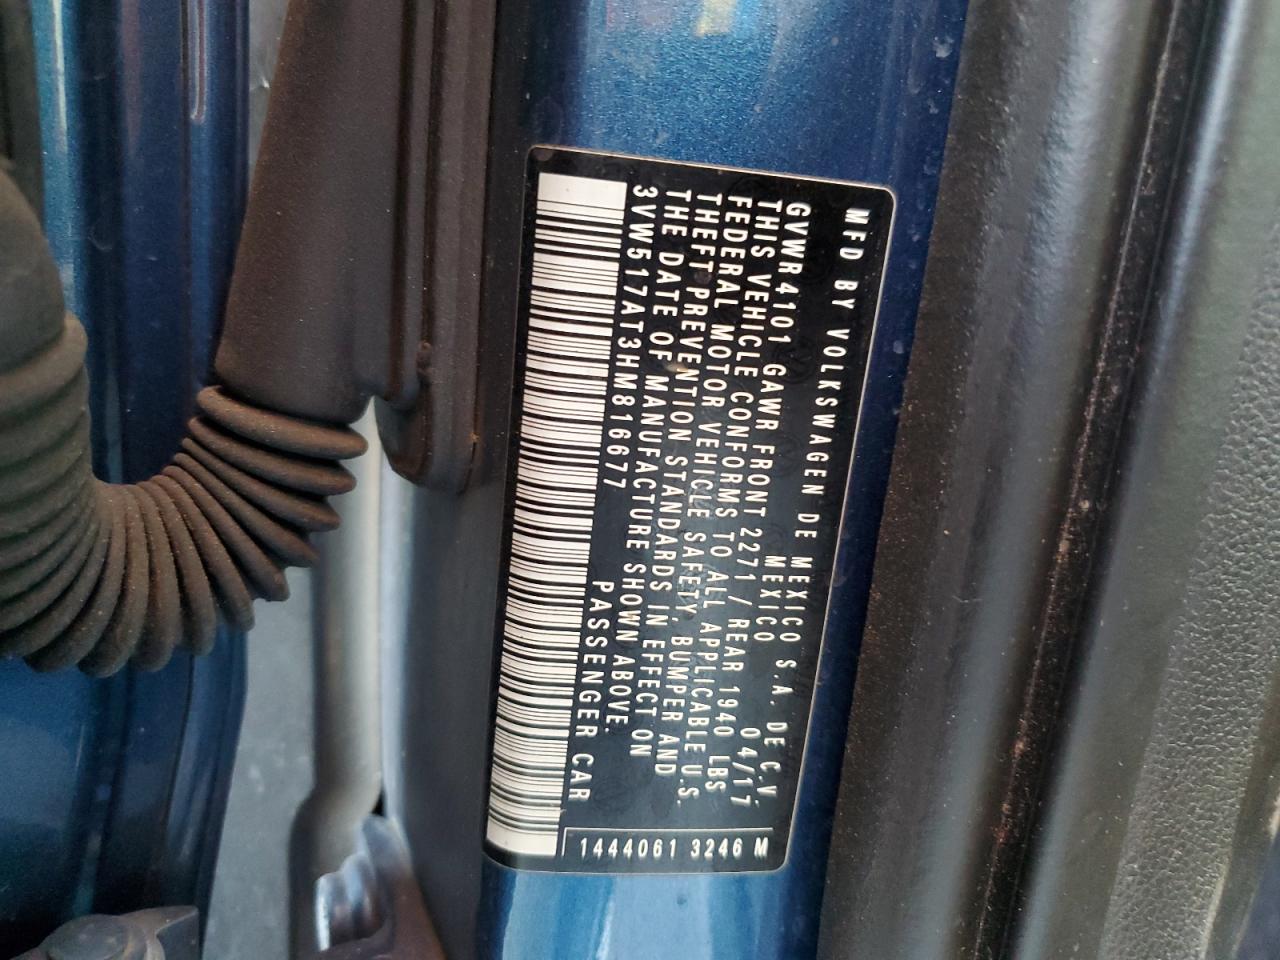 MFD BY VOLKSWAGEN DE MEXICO S.A. DE C.V.
MEXICO 04/17
GVWR4101 GAWR FRONT 2271 / REAR 1940 LBS
THIS VEHICLE CONFORMS TO ALL APPLICABLE U.S.
FEDERAL MOTOR VEHICLE SAFETY, BUMPER AND
THEFT PREVENTION STANDARDS IN EFFECT ON
THE DATE OF MANUFACTURE SHOWN ABOVE.
3VW517AT3HM816677 PASSENGER CAR
1444061 3246 M